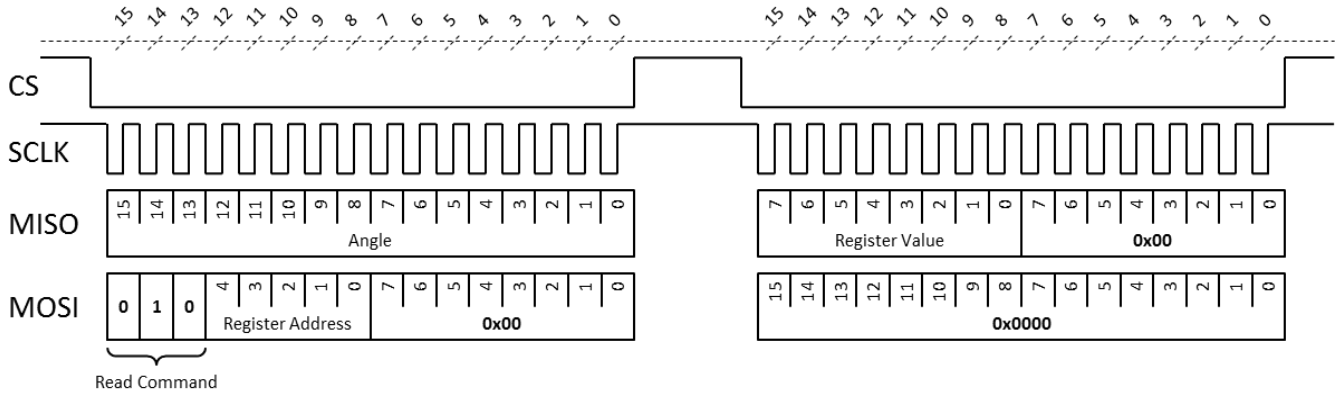 15 14 13 12 11 10 9 8 7 6 5 4 3 2 1 0 15 14 13 12 11 10 9 8 7 6 5 4 3 2 1 0
CS
SCLK
MISO 15 14 13 12 11 10 9 8 7 6 5 4 3 2 1 0 7 6 5 4 3 2 1 0 7 6 5 4 3 2 1 0
Angle Register Value 0x00
MOSI 0 1 0 4 3 2 1 0 7 6 5 4 3 2 1 0 15 14 13 12 11 10 9 8 7 6 5 4 3 2 1 0
Register Address 0x00 0x0000
Read Command